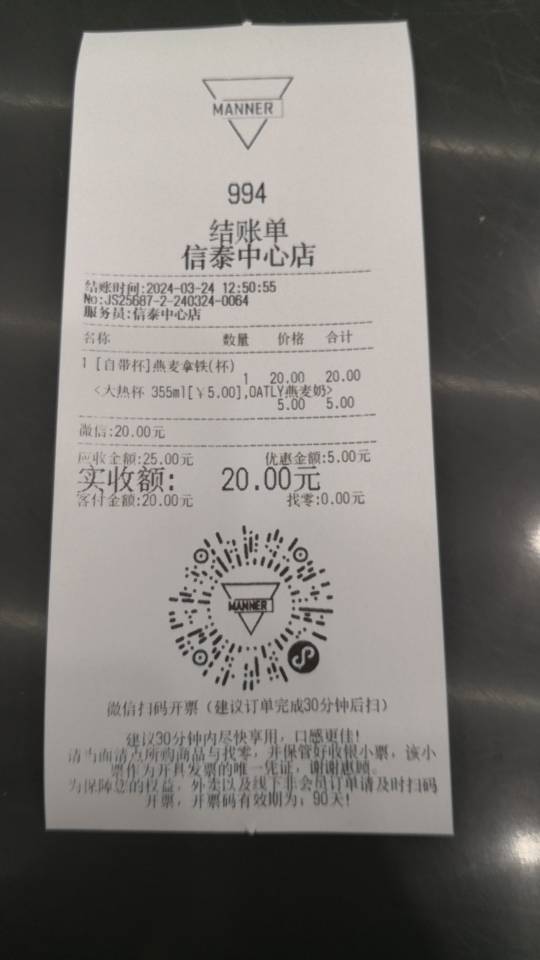 MANNER
994
结账单
信泰中心店
结账时间:2024-03-24 12:50:55
No:JS25687-2-240324-0064
服务员:信泰中心店
名称 数量 价格 合计
1 [自带杯]燕麦拿铁(杯)
1 20.00 20.00
<大热杯 355ml[￥5.00],OATLY燕麦奶>
5.00 5.00
微信:20.00元
应收金额:25.00元 优惠金额:5.00元
实收额: 20.00元
客付金额:20.00元 找零:0.00元
MANNER
微信扫码开票(建议订单完成30分钟后扫)
建议30分钟内尽快享用，口感更佳!
请当面清点所购商品与找零，并保管好收银小票，该小
票作为开具发票的唯一凭证，谢谢惠顾。
为保障您的权益，外卖以及线下非会员订单请及时扫码
开票，开票码有效期为: 90天!